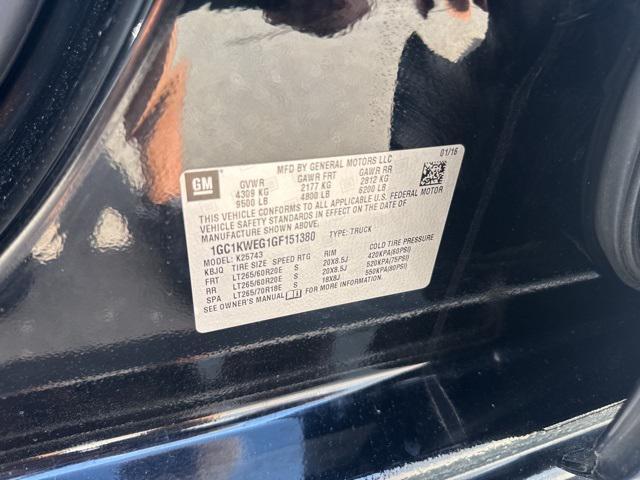 GM
MFD BY GENERAL MOTORS LLC 01/16
GVWR GAWR FRT GAWR RR
4309 KG 2177 KG 2812 KG
9500 LB 4800 LB 6200 LB
THIS VEHICLE CONFORMS TO ALL APPLICABLE U.S. FEDERAL MOTOR
VEHICLE SAFETY STANDARDS IN EFFECT ON THE DATE OF
MANUFACTURE SHOWN ABOVE.
1GC1KWEG1GF151380 TYPE: TRUCK
MODEL: K25743
KBJQ TIRE SIZE SPEED RTG RIM COLD TIRE PRESSURE
FRT LT265/60R20E S 20X8.5J 420KPA(60PSI)
RR LT265/60R20E S 20X8.5J 520KPA(75PSI)
SPA LT265/70R18E S 18X8J 550KPA(80PSI)
SEE OWNER'S MANUAL FOR MORE INFORMATION.